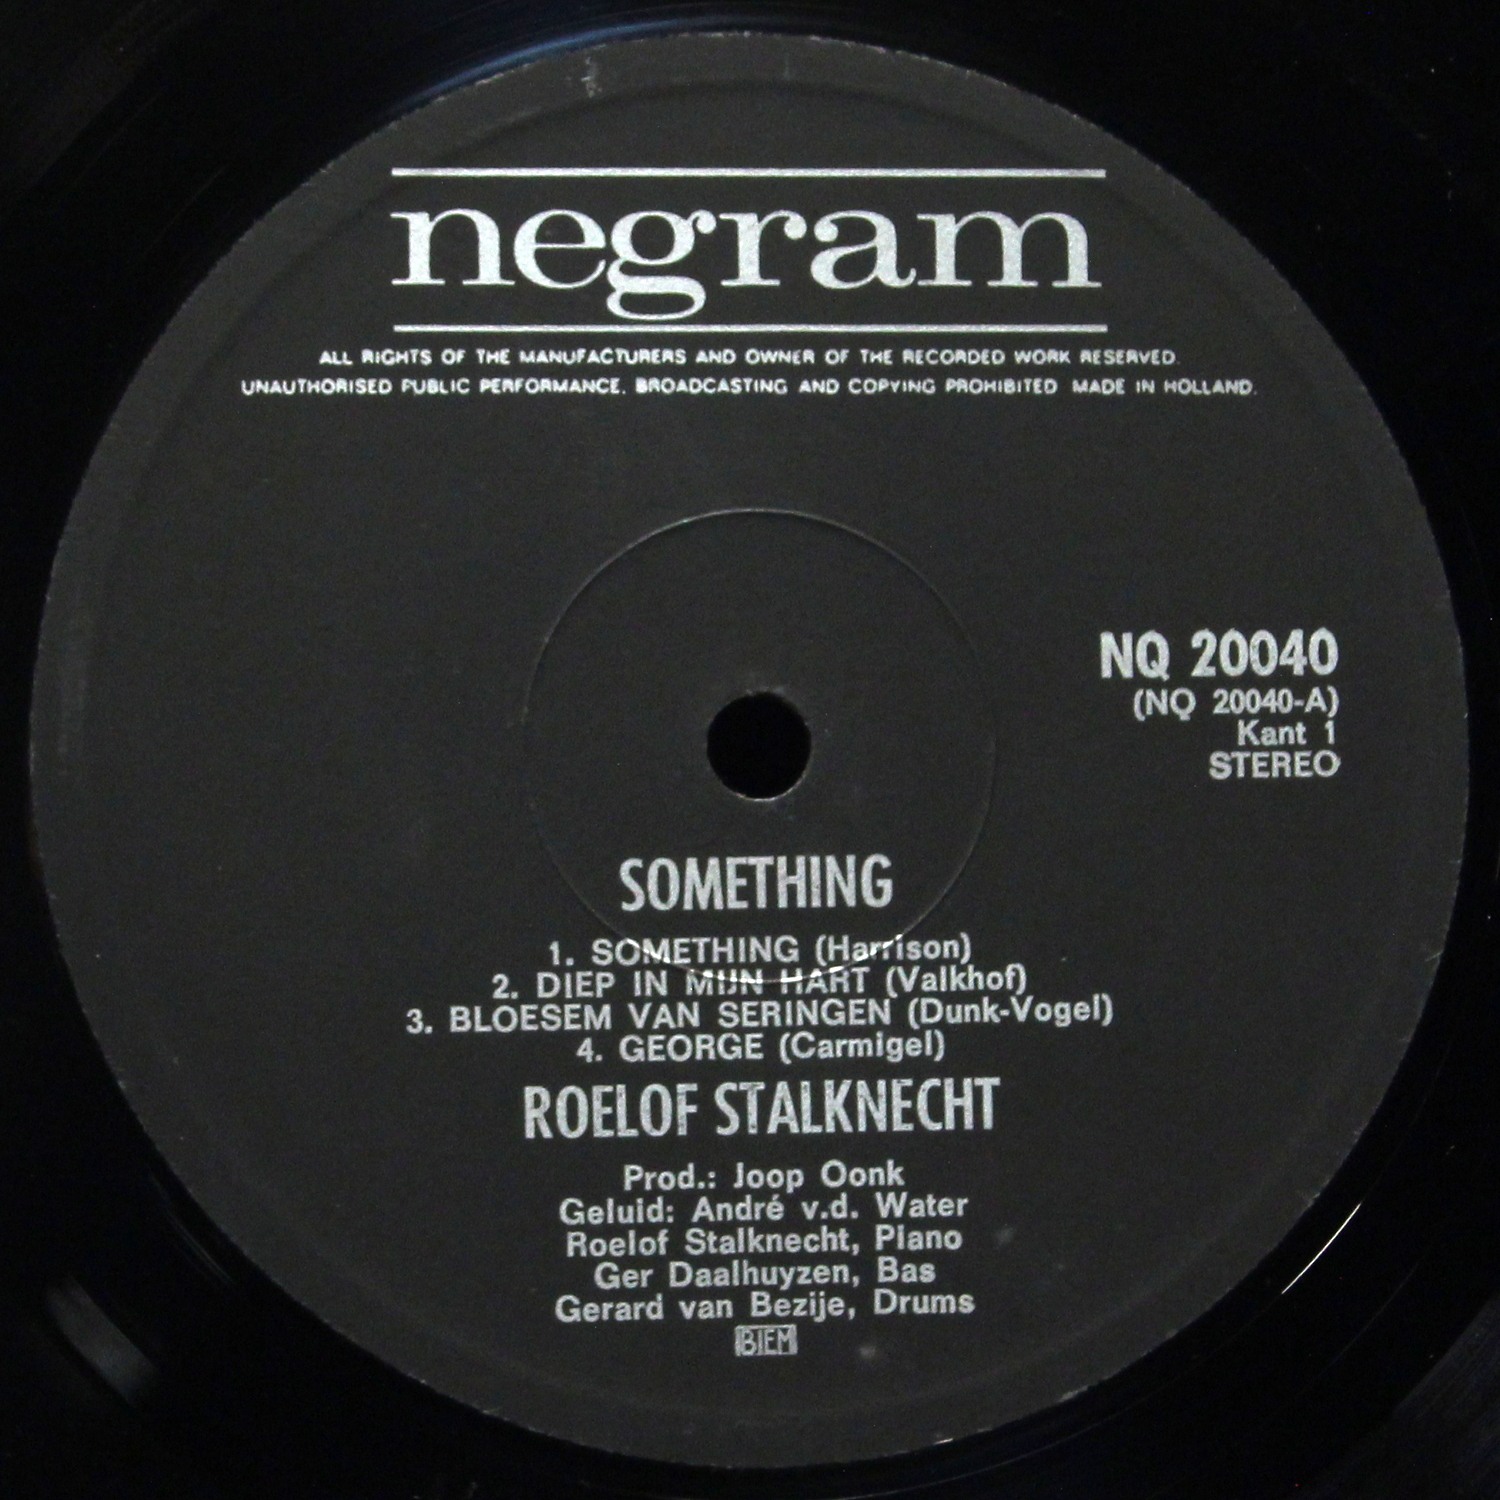 negram
ALL RIGHTS OF THE MANUFACTURERS AND OWNER OF THE RECORDED WORK RESERVED.
UNAUTHORISED PUBLIC PERFORMANCE. BROADCASTING AND COPYING PROHIBITED MADE IN HOLLAND.
NQ 20040
(NQ 20040-A)
Kant 1
STEREO
SOMETHING
1. SOMETHING (Harrison)
2. DIEP IN MIJN HART (Valkhof)
3. BLOESEM VAN SERINGEN (Dunk-Vogel)
4. GEORGE (Carmigel)
ROELOF STALKNECHT
Prod.: Joop Oonk
Geluid: André v.d. Water
Roelof Stalknecht, Piano
Ger Daalhuyzen, Bas
Gerard van Bezije, Drums
BIEM